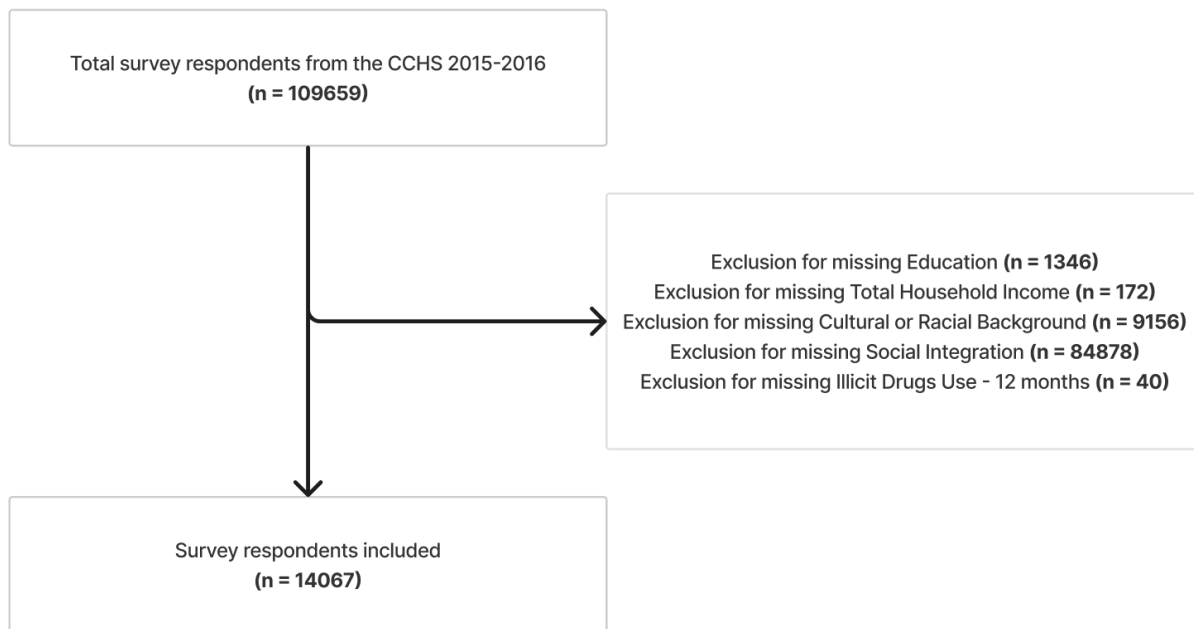 Total survey respondents from the CCHS 2015-2016
(n = 109659)
Exclusion for missing Education (n = 1346)
Exclusion for missing Total Household Income (n = 172)
Exclusion for missing Cultural or Racial Background (n = 9156)
Exclusion for missing Social Integration (n = 84878)
Exclusion for missing Illicit Drugs Use - 12 months (n = 40)
Survey respondents included
(n = 14067)